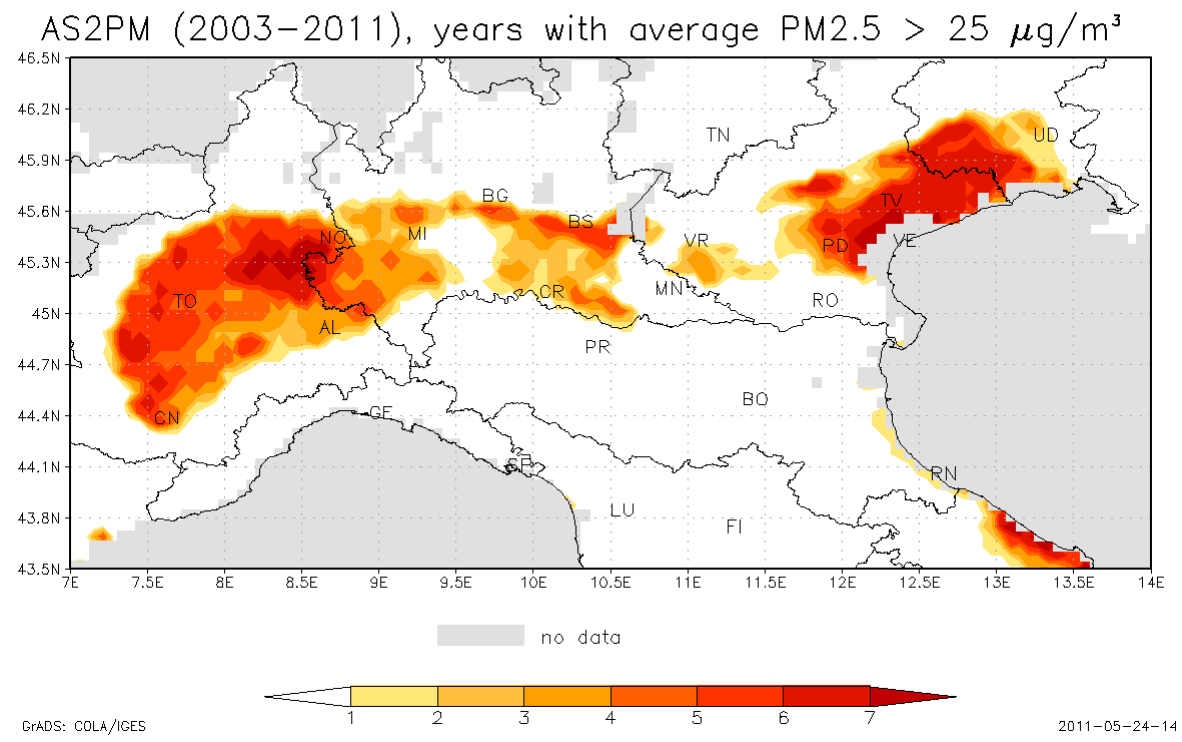 AS2PM (2003-2011), years with average PM2.5 > 25 μg/m³
46.5N
46.2N
TN
UD
45.9N
BG
TV
45.6N
BS
NO
MI
VR
PD
VE
45.3N
TO
CR
MN
RO
45N
AL
PR
44.7N
BO
CN
GE
44.4N
SP
RN
44.1N
LU
FI
43.8N
43.5N
7E 7.5E 8E 8.5E 9E 9.5E 10E 10.5E 11E 11.5E 12E 12.5E 13E 13.5E 14E
no data
1 2 3 4 5 6 7
GrADS: COLA/IGES
2011-05-24-14